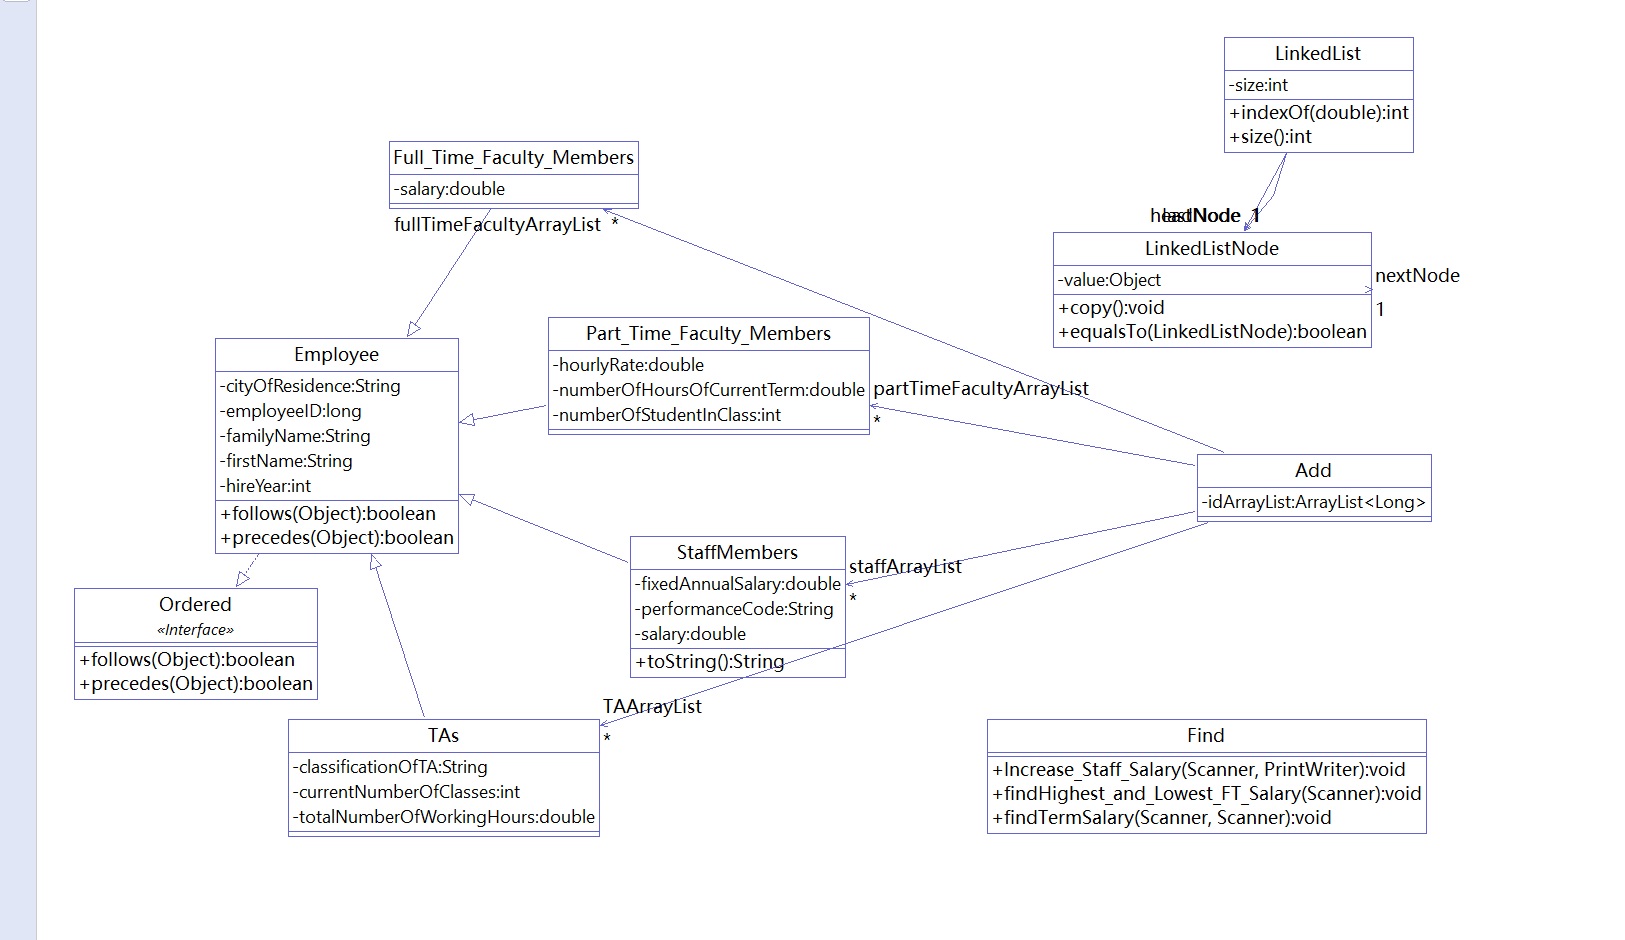 LinkedList
-size:int
+indexOf(double):int
+size():int
Full_Time_Faculty_Members
-salary:double
fullTimeFacultyArrayList *
lastNode 1
LinkedListNode
-value:Object
+copy():void
+equalsTo(LinkedListNode):boolean
nextNode
1
Part_Time_Faculty_Members
-hourlyRate:double
-numberOfHoursOfCurrentTerm:double
-numberOfStudentInClass:int
partTimeFacultyArrayList
*
Employee
-cityOfResidence:String
-employeeID:long
-familyName:String
-firstName:String
-hireYear:int
+follows(Object):boolean
+precedes(Object):boolean
Add
-idArrayList:ArrayList<Long>
StaffMembers
-fixedAnnualSalary:double
-performanceCode:String
-salary:double
+toString():String
staffArrayList
*
Ordered
«Interface»
+follows(Object):boolean
+precedes(Object):boolean
TAArrayList
*
TAs
-classificationOfTA:String
-currentNumberOfClasses:int
-totalNumberOfWorkingHours:double
Find
+Increase_Staff_Salary(Scanner, PrintWriter):void
+findHighest_and_Lowest_FT_Salary(Scanner):void
+findTermSalary(Scanner, Scanner):void